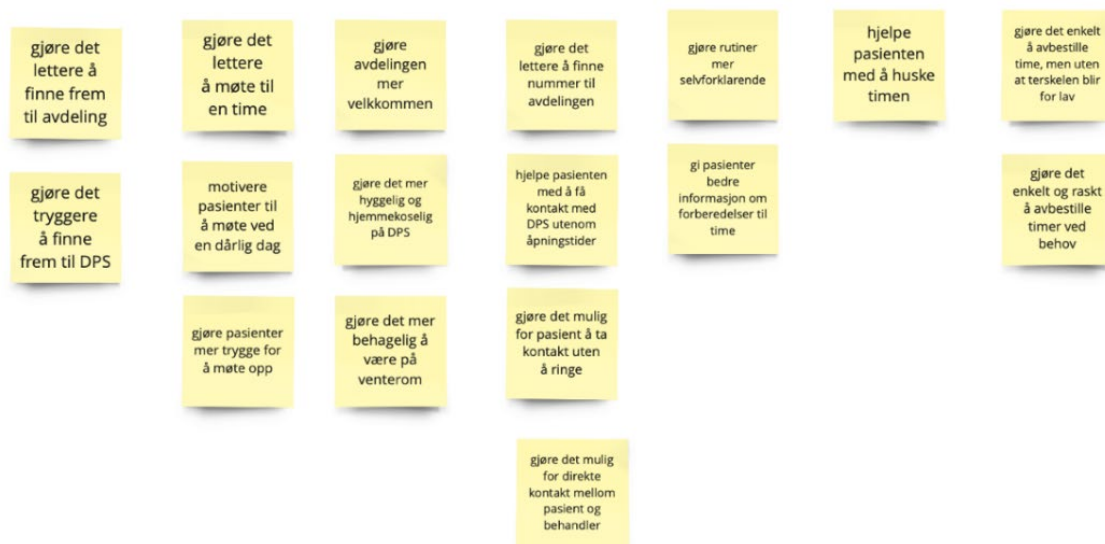 gjøre det
lettere å
finne frem
til avdeling
gjøre det
tryggere
å finne
frem til DPS
gjøre det
lettere
å møte til
en time
motivere
pasienter til
å møte ved
en dårlig dag
gjøre pasienter
mer trygge for
å møte opp
gjøre
avdelingen
mer
velkkommen
gjøre det mer
hyggelig og
hjemmekoselig
på DPS
gjøre det mer
behagelig å
være på
venterom
gjøre det
lettere å finne
nummer til
avdelingen
hjelpe pasienten
med å få
kontakt med
DPS utenom
åpningstider
gjøre det mulig
for pasient å ta
kontakt uten
å ringe
gjøre det mulig
for direkte
kontakt mellom
pasient og
behandler
gjøre rutiner
mer
selvforklarende
gi pasienter
bedre
informasjon om
forberedelser til
time
hjelpe
pasienten
med å huske
timen
gjøre det enkelt
å avbestille
time, men uten
at terskelen blir
for lav
gjøre det
enkelt og raskt
å avbestille
timer ved
behov